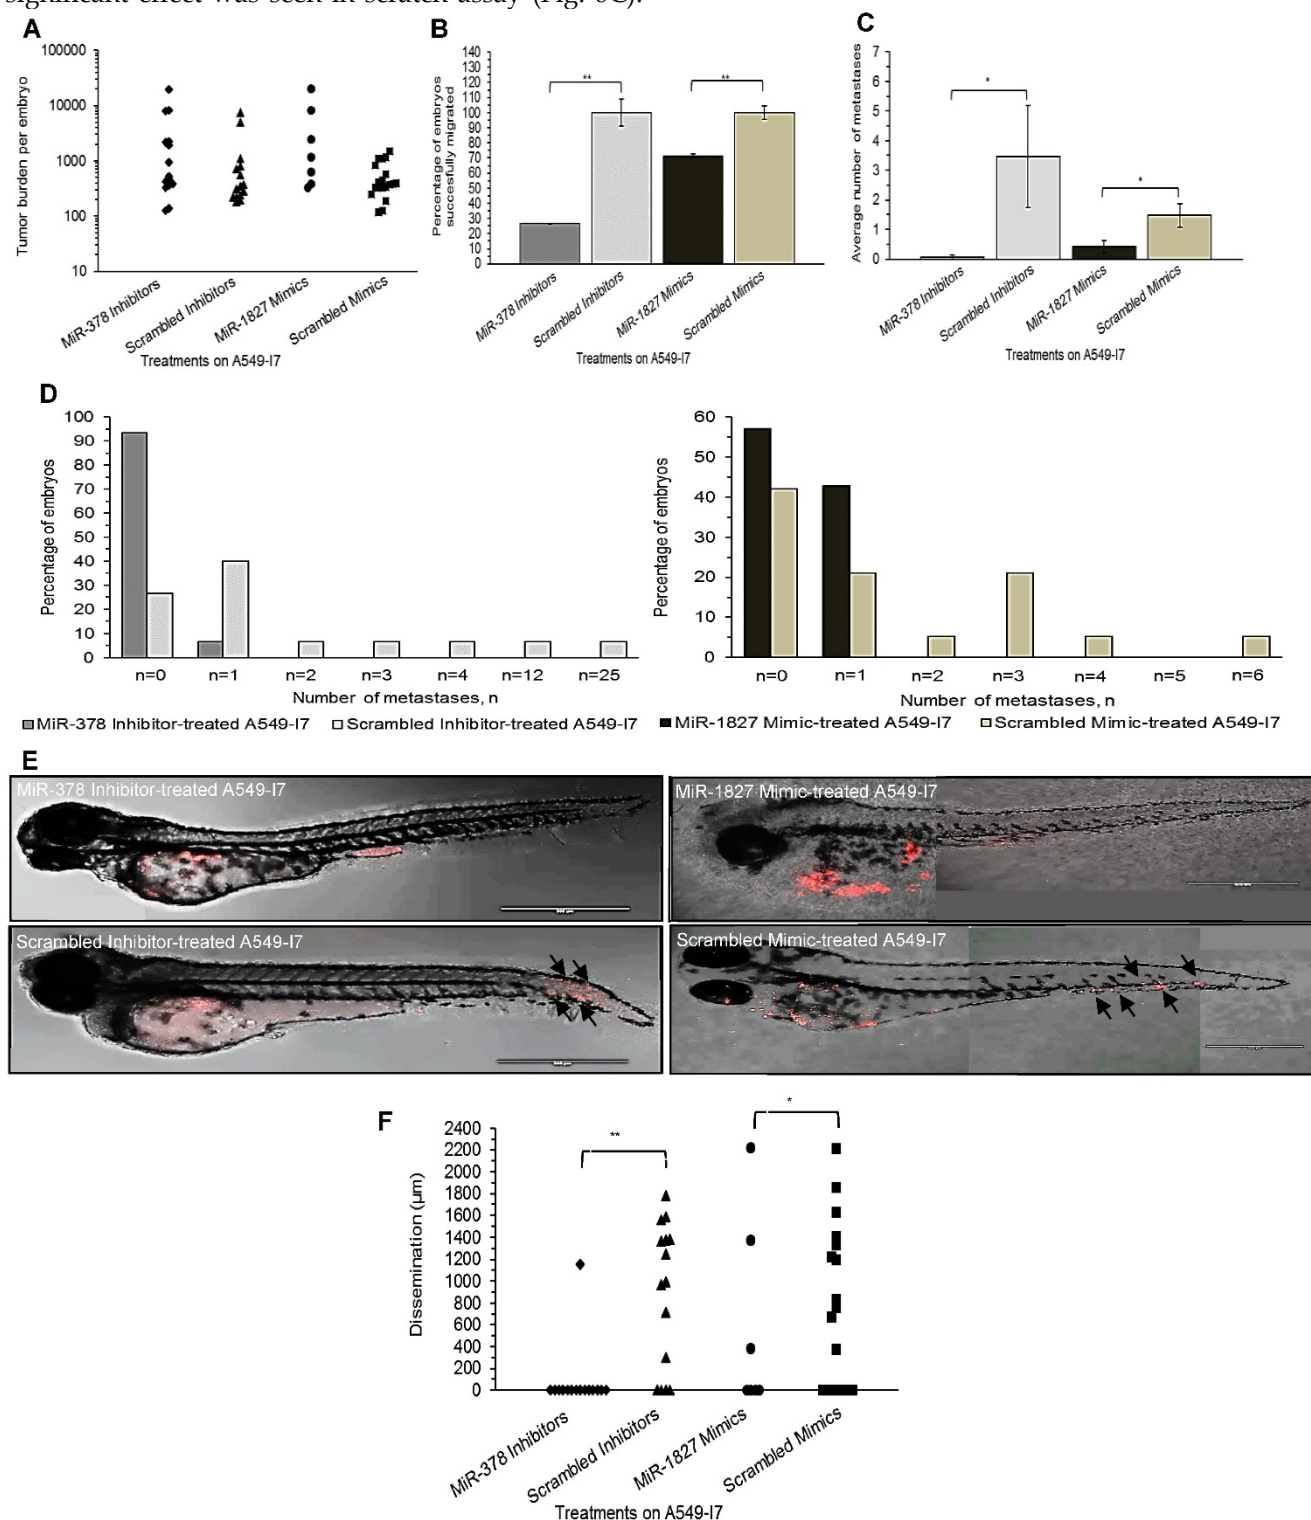 significant effect was seen in scratch assay (Fig. 6C).
A
Tumor burden per embryo
100000
10000
1000
100
10
MiR-378 Inhibitors
Scrambled Inhibitors
MiR-1827 Mimics
Scrambled Mimics
Treatments on A549-I7
B
Percentage of embryos
succesfully migrated
140
130
120
110
100
90
80
70
60
50
40
30
20
10
0
**
**
MiR-378 Inhibitors
Scrambled Inhibitors
MiR-1827 Mimics
Scrambled Mimics
Treatments on A549-I7
C
Average number of metastases
7
6
5
4
3
2
1
0
*
*
MiR-378 Inhibitors
Scrambled Inhibitors
MiR-1827 Mimics
Scrambled Mimics
Treatments on A549-I7
D
Percentage of embryos
100
90
80
70
60
50
40
30
20
10
0
n=0 n=1 n=2 n=3 n=4 n=12 n=25
Number of metastases, n
MiR-378 Inhibitor-treated A549-I7 Scrambled Inhibitor-treated A549-I7
Percentage of embryos
60
50
40
30
20
10
0
n=0 n=1 n=2 n=3 n=4 n=5 n=6
Number of metastases, n
MiR-1827 Mimic-treated A549-I7 Scrambled Mimic-treated A549-I7
E
MiR-378 Inhibitor-treated A549-I7
MiR-1827 Mimic-treated A549-I7
Scrambled Inhibitor-treated A549-I7
Scrambled Mimic-treated A549-I7
F
Dissemination (µm)
2400
2200
2000
1800
1600
1400
1200
1000
800
600
400
200
0
**
*
MiR-378 Inhibitors
Scrambled Inhibitors
MiR-1827 Mimics
Scrambled Mimics
Treatments on A549-I7